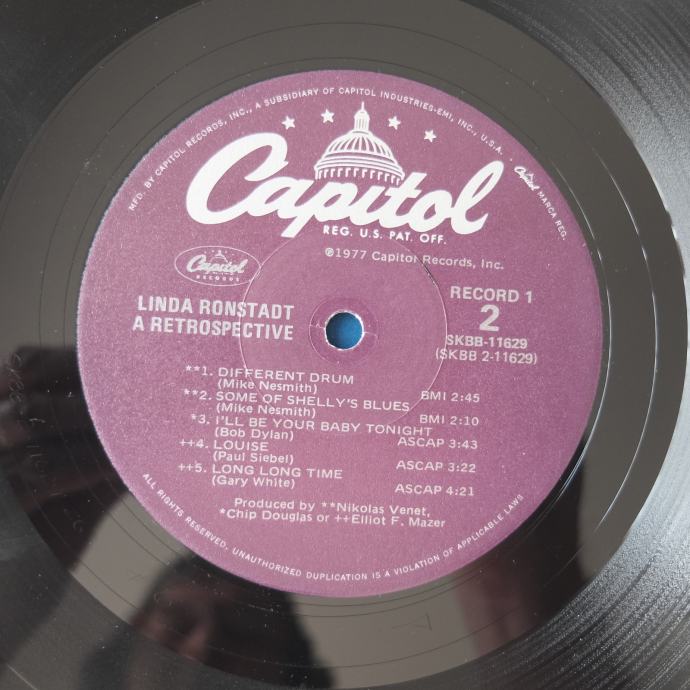 MFD. BY CAPITOL RECORDS, INC., A SUBSIDIARY OF CAPITOL INDUSTRIES-EMI, INC., U.S.A. · Capitol MARCA REG.
Capitol
REG. U.S. PAT. OFF.
℗1977 Capitol Records, Inc.
Capitol
RECORDS
RECORD 1
2
SKBB-11629
(SKBB 2-11629)
LINDA RONSTADT
A RETROSPECTIVE
**1. DIFFERENT DRUM
(Mike Nesmith) BMI 2:45
**2. SOME OF SHELLY'S BLUES
(Mike Nesmith) BMI 2:10
*3. I'LL BE YOUR BABY TONIGHT
(Bob Dylan) ASCAP 3:43
++4. LOUISE
(Paul Siebel) ASCAP 3:22
++5. LONG LONG TIME
(Gary White) ASCAP 4:21
Produced by **Nikolas Venet,
*Chip Douglas or ++Elliot F. Mazer
ALL RIGHTS RESERVED, UNAUTHORIZED DUPLICATION IS A VIOLATION OF APPLICABLE LAWS